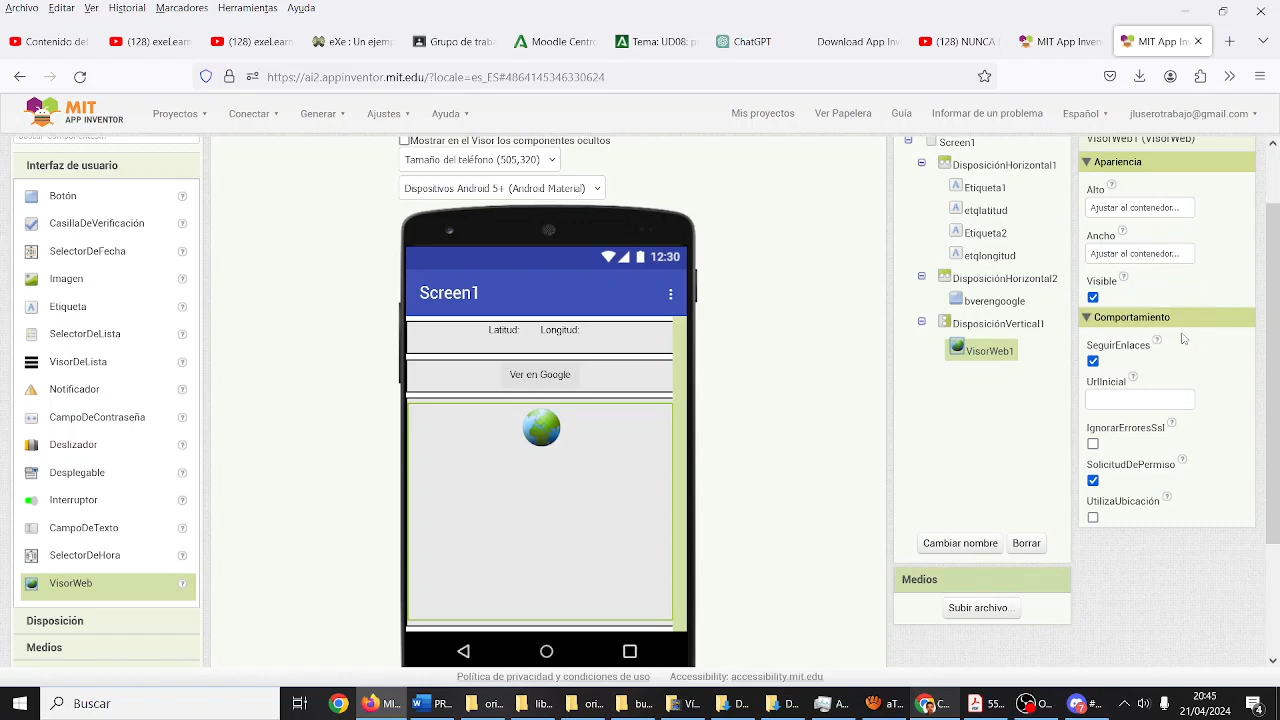 Archivo Editar Ver Historial Marcadores Herramientas Ayuda
Contenido del
(128) exeLearn
(128) exeLearn
eXe: Un ejemp
Grupo de trab
Moodle Centro
Tema: UD08: pr
ChatGPT
Download App Inv
(128) NUNCA
MIT App Inven
MIT App In
https://ai2.appinventor.mit.edu/?locale=es_ES#4864145346330624
MIT
APP INVENTOR
Proyectos Conectar Generar Ajustes Ayuda
Mis proyectos Ver Papelera Guía Informar de un problema Español jluserotrabajo@gmail.com
Interfaz de usuario
Botón
CasillaDeVerificación
SelectorDeFecha
Imagen
Etiqueta
SelectorDeLista
VisorDeLista
Notificador
CampoDeContraseña
Deslizador
Desplegable
Interruptor
CampoDeTexto
SelectorDeHora
VisorWeb
Disposición
Medios
Mostrar en el Visor los componentes ocultos
Tamaño del teléfono (505,320)
Dispositivos Android 5+ (Android Material)
12:30
Screen1
Latitud: Longitud:
Ver en Google
Screen1
DisposiciónHorizontal1
Etiqueta1
etqlatitud
Etiqueta2
etqlongitud
DisposiciónHorizontal2
bverengoogle
DisposiciónVertical1
VisorWeb1
Cambiar nombre Borrar
Medios
Subir archivo...
VisorWeb1 (VisorWeb)
Apariencia
Alto
Ajustar al contenedor...
Ancho
Ajustar al contenedor...
Visible
Comportamiento
SeguirEnlaces
UrlInicial
IgnorarErroresSsl
SolicitudDePermiso
UtilizaUbicación
Política de privacidad y condiciones de uso Accessibility: accessibility.mit.edu
Buscar
20:45
21/04/2024